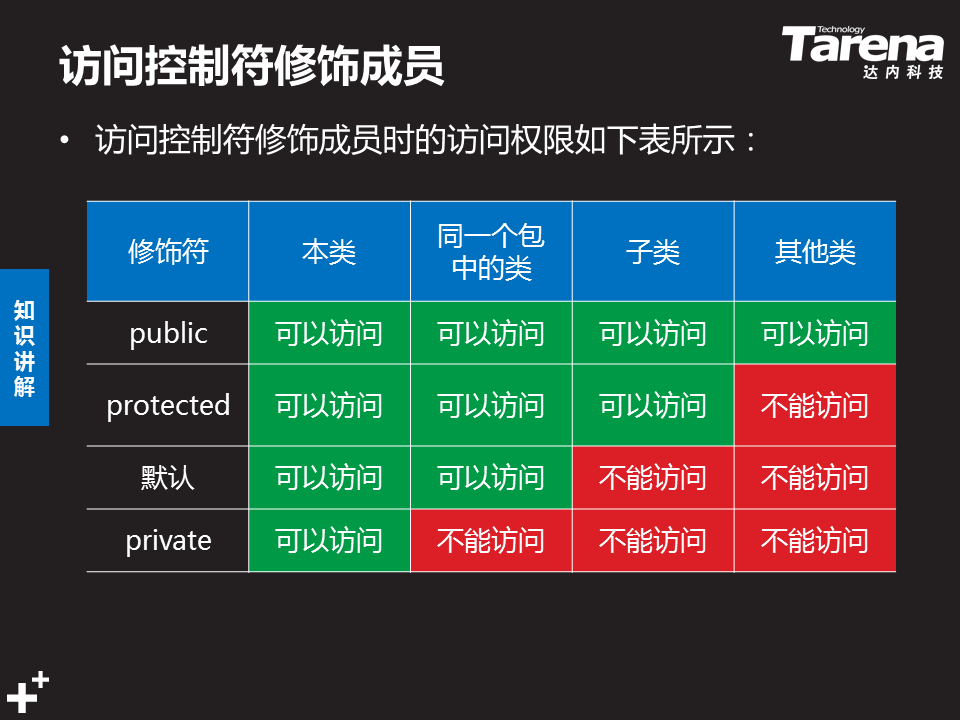 访问控制符修饰成员
Technology
Tarena
达内科技
• 访问控制符修饰成员时的访问权限如下表所示：
知识讲解
修饰符 本类 同一个包中的类 子类 其他类
public 可以访问 可以访问 可以访问 可以访问
protected 可以访问 可以访问 可以访问 不能访问
默认 可以访问 可以访问 不能访问 不能访问
private 可以访问 不能访问 不能访问 不能访问